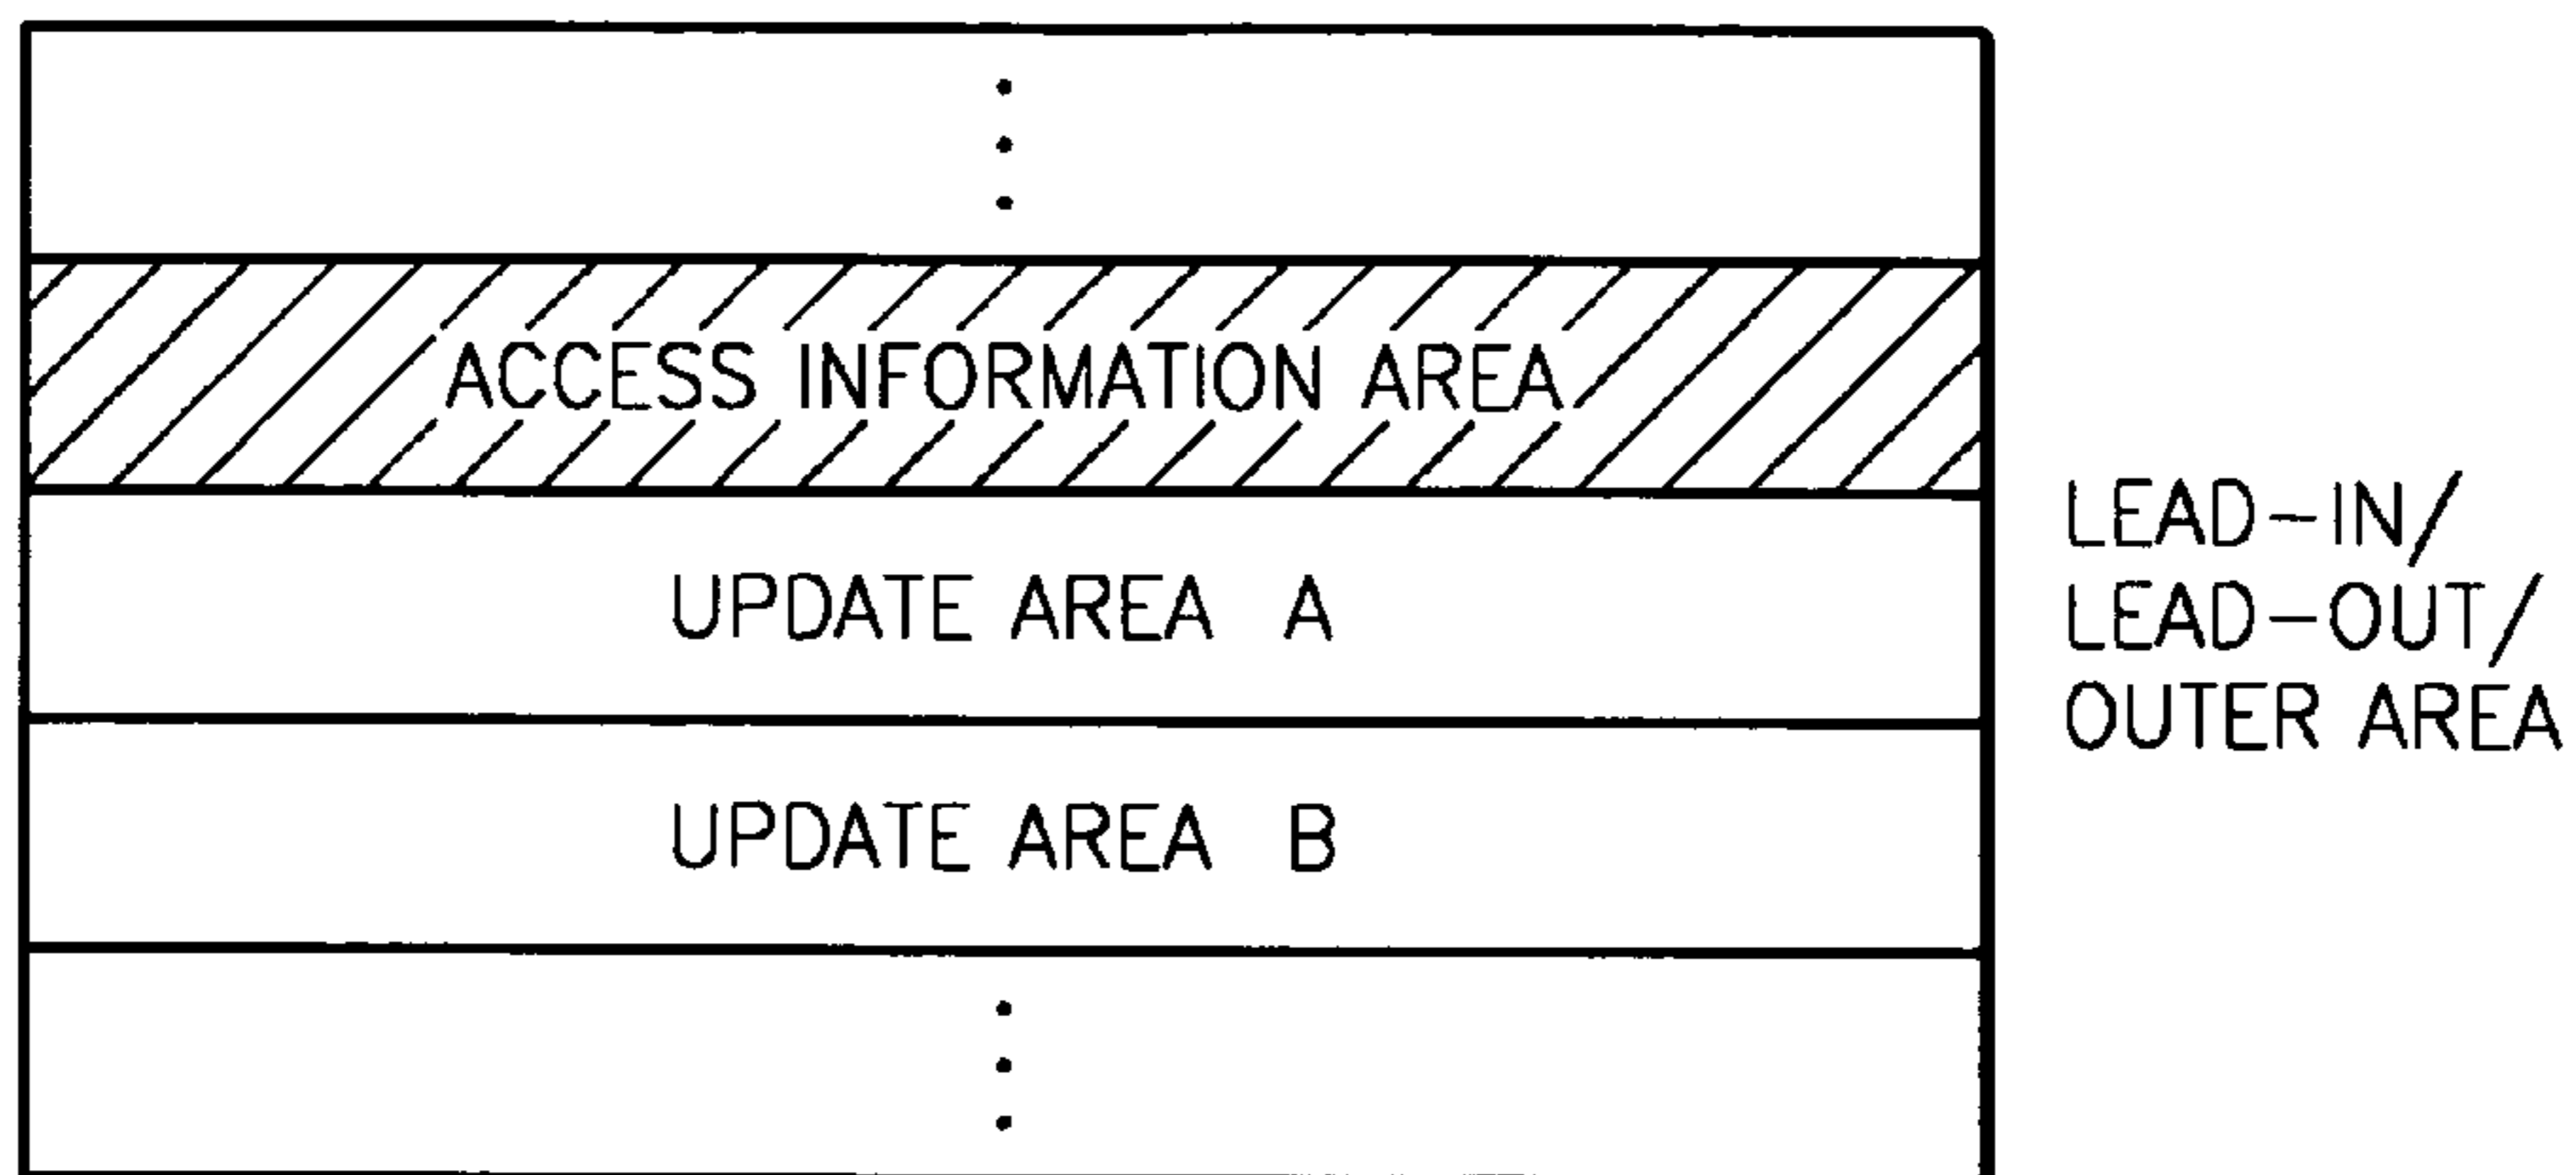 ACCESS INFORMATION AREA
UPDATE AREA A
UPDATE AREA B
LEAD-IN/
LEAD-OUT/
OUTER AREA